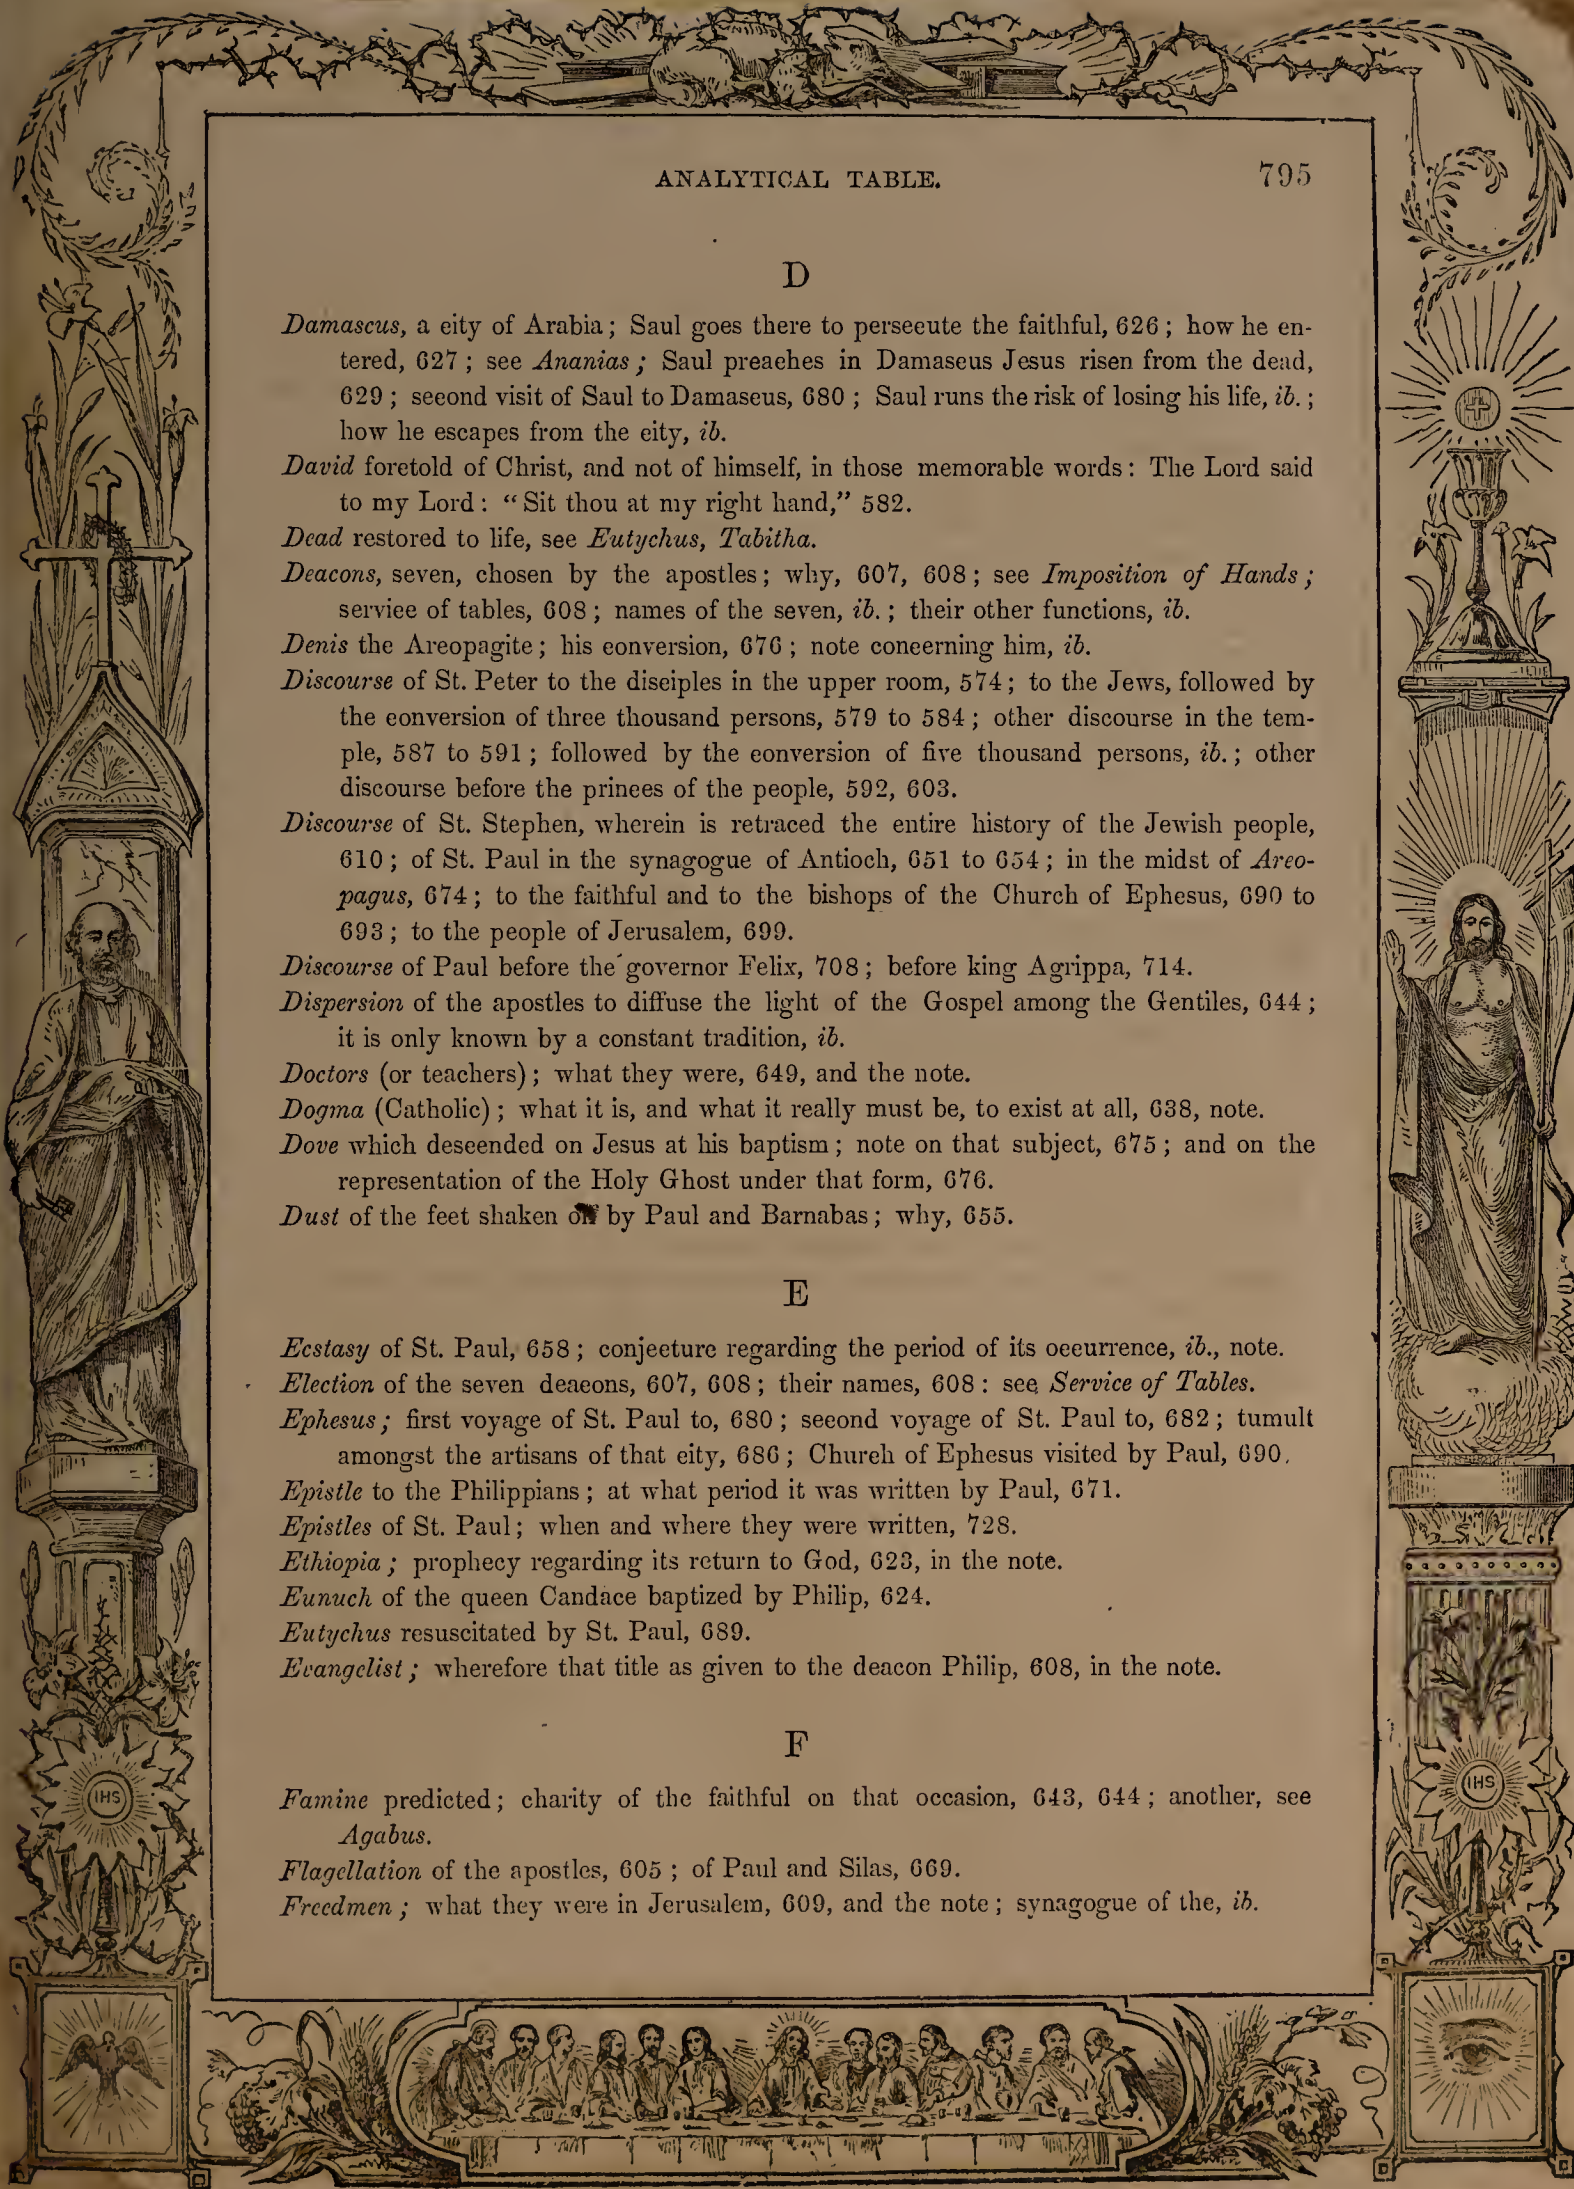 ANALYTICAL TABLE. 795
D
Damascus, a city of Arabia; Saul goes there to persecute the faithful, 626; how he en-
tered, 627; see Ananias; Saul preaches in Damascus Jesus risen from the dead,
629; second visit of Saul to Damascus, 680; Saul runs the risk of losing his life, ib.;
how he escapes from the city, ib.
David foretold of Christ, and not of himself, in those memorable words: The Lord said
to my Lord: "Sit thou at my right hand," 582.
Dead restored to life, see Eutychus, Tabitha.
Deacons, seven, chosen by the apostles; why, 607, 608; see Imposition of Hands;
service of tables, 608; names of the seven, ib.; their other functions, ib.
Denis the Areopagite; his conversion, 676; note concerning him, ib.
Discourse of St. Peter to the disciples in the upper room, 574; to the Jews, followed by
the conversion of three thousand persons, 579 to 584; other discourse in the tem-
ple, 587 to 591; followed by the conversion of five thousand persons, ib.; other
discourse before the princes of the people, 592, 603.
Discourse of St. Stephen, wherein is retraced the entire history of the Jewish people,
610; of St. Paul in the synagogue of Antioch, 651 to 654; in the midst of Areo-
pagus, 674; to the faithful and to the bishops of the Church of Ephesus, 690 to
693; to the people of Jerusalem, 699.
Discourse of Paul before the governor Felix, 708; before king Agrippa, 714.
Dispersion of the apostles to diffuse the light of the Gospel among the Gentiles, 644;
it is only known by a constant tradition, ib.
Doctors (or teachers); what they were, 649, and the note.
Dogma (Catholic); what it is, and what it really must be, to exist at all, 638, note.
Dove which descended on Jesus at his baptism; note on that subject, 675; and on the
representation of the Holy Ghost under that form, 676.
Dust of the feet shaken off by Paul and Barnabas; why, 655.
E
Ecstasy of St. Paul, 658; conjecture regarding the period of its occurrence, ib., note.
Election of the seven deacons, 607, 608; their names, 608: see Service of Tables.
Ephesus; first voyage of St. Paul to, 680; second voyage of St. Paul to, 682; tumult
amongst the artisans of that city, 686; Church of Ephesus visited by Paul, 690.
Epistle to the Philippians; at what period it was written by Paul, 671.
Epistles of St. Paul; when and where they were written, 728.
Ethiopia; prophecy regarding its return to God, 623, in the note.
Eunuch of the queen Candace baptized by Philip, 624.
Eutychus resuscitated by St. Paul, 689.
Evangelist; wherefore that title as given to the deacon Philip, 608, in the note.
F
Famine predicted; charity of the faithful on that occasion, 643, 644; another, see
Agabus.
Flagellation of the apostles, 605; of Paul and Silas, 669.
Freedmen; what they were in Jerusalem, 609, and the note; synagogue of the, ib.
IHS
IHS